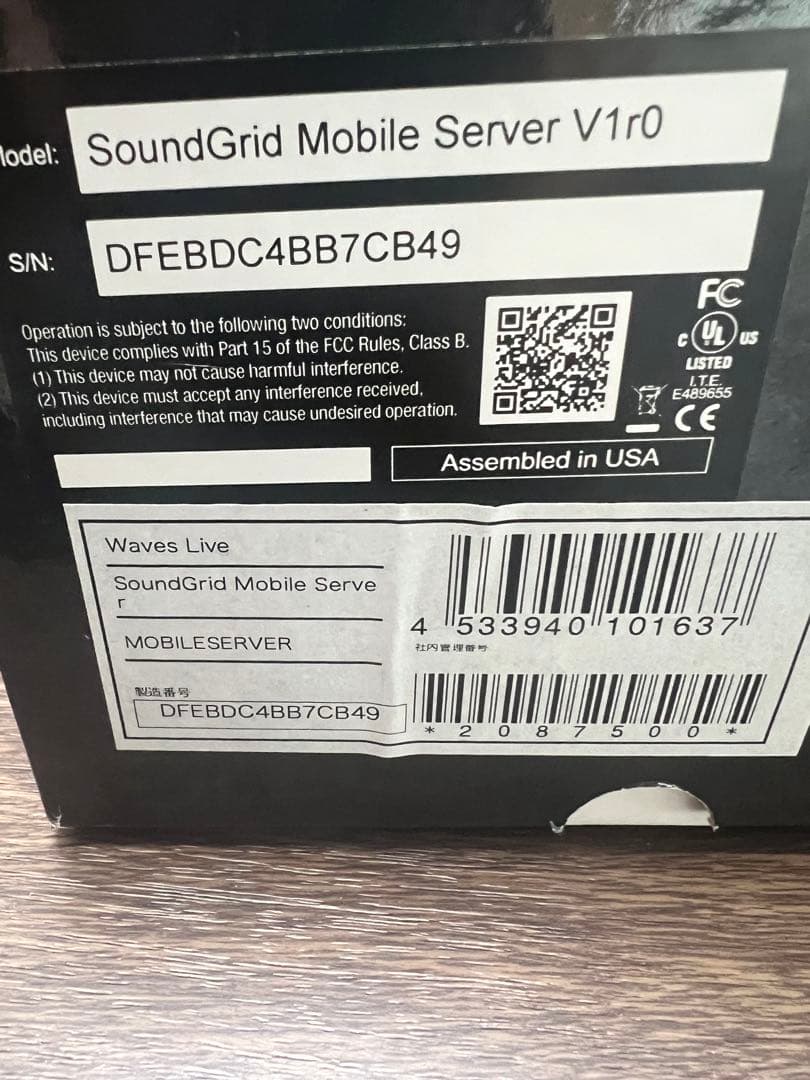 Model: SoundGrid Mobile Server V1r0
S/N: DFEBDC4BB7CB49
Operation is subject to the following two conditions:
This device complies with Part 15 of the FCC Rules, Class B.
(1) This device may not cause harmful interference.
(2) This device must accept any interference received,
including interference that may cause undesired operation.
FC
C UL US
LISTED
I.T.E.
E489655
CE
Assembled in USA
Waves Live
SoundGrid Mobile Serve
r
MOBILESERVER
製造番号
DFEBDC4BB7CB49
4 533940 101637
社内管理番号
* 2 0 8 7 5 0 0 *